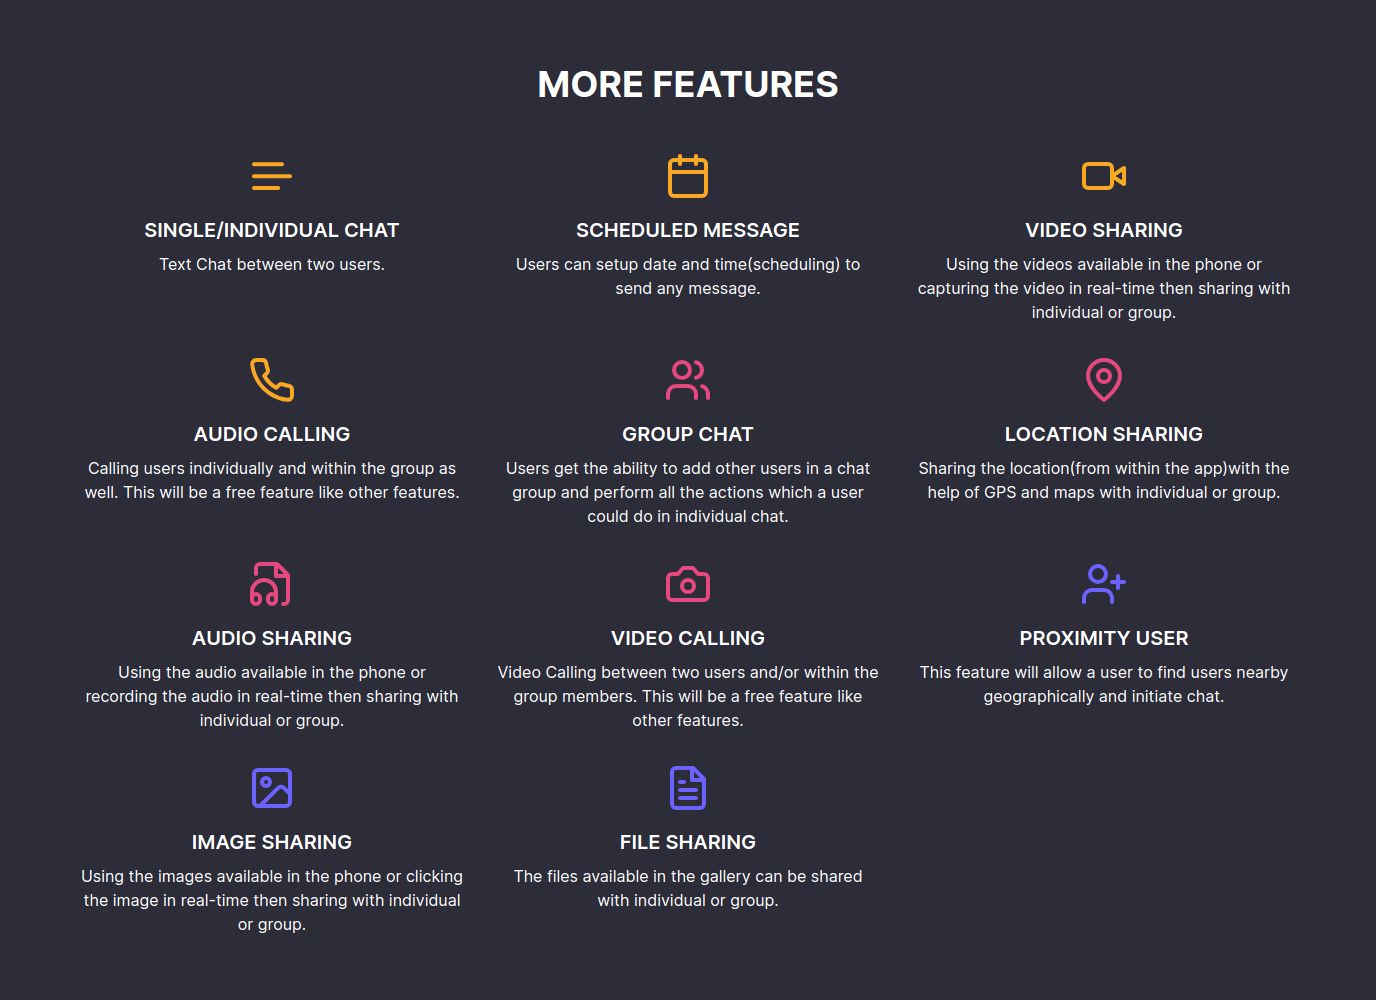 MORE FEATURES
SINGLE/INDIVIDUAL CHAT
Text Chat between two users.
SCHEDULED MESSAGE
Users can setup date and time(scheduling) to
send any message.
VIDEO SHARING
Using the videos available in the phone or
capturing the video in real-time then sharing with
individual or group.
AUDIO CALLING
Calling users individually and within the group as
well. This will be a free feature like other features.
GROUP CHAT
Users get the ability to add other users in a chat
group and perform all the actions which a user
could do in individual chat.
LOCATION SHARING
Sharing the location(from within the app)with the
help of GPS and maps with individual or group.
AUDIO SHARING
Using the audio available in the phone or
recording the audio in real-time then sharing with
individual or group.
VIDEO CALLING
Video Calling between two users and/or within the
group members. This will be a free feature like
other features.
PROXIMITY USER
This feature will allow a user to find users nearby
geographically and initiate chat.
IMAGE SHARING
Using the images available in the phone or clicking
the image in real-time then sharing with individual
or group.
FILE SHARING
The files available in the gallery can be shared
with individual or group.